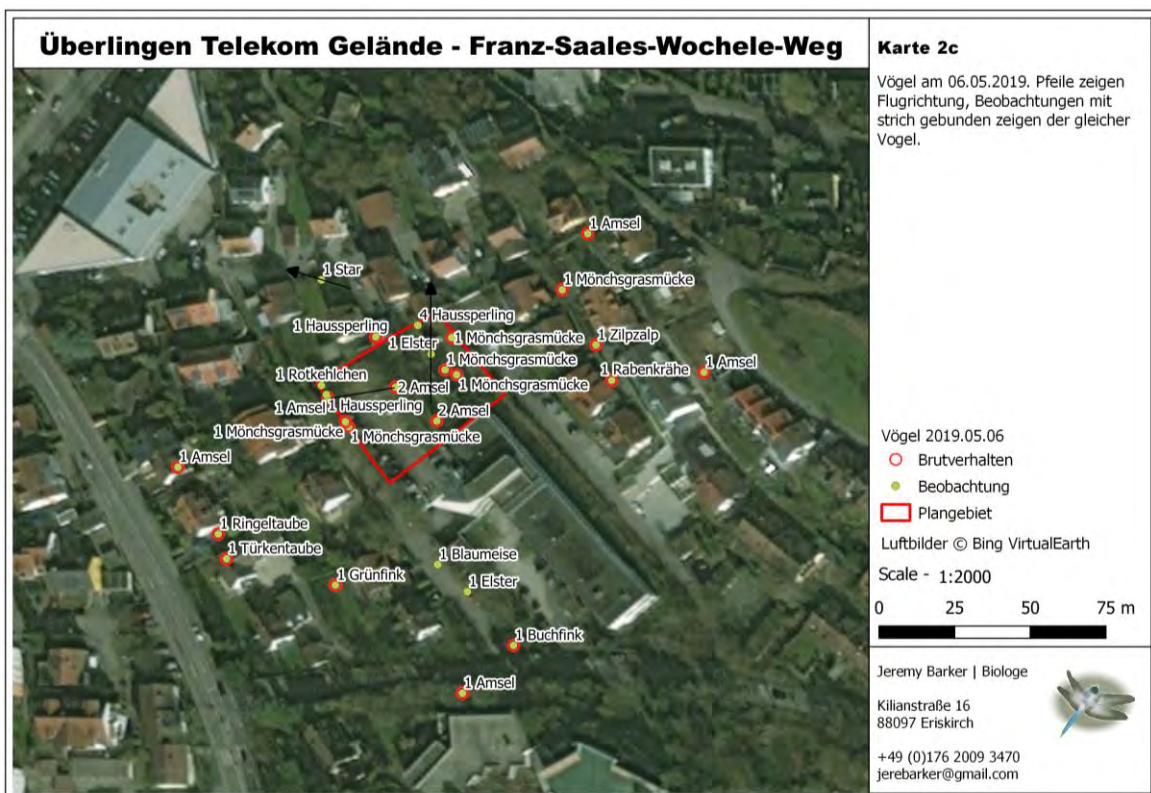 Überlingen Telekom Gelände - Franz-Saales-Wochele-Weg
Karte 2c
Vögel am 06.05.2019. Pfeile zeigen
Flugrichtung, Beobachtungen mit
strich gebunden zeigen der gleicher
Vogel.
1 Amsel
1 Star
1 Mönchsgrasmücke
4 Haussperling
1 Haussperling
1 Mönchsgrasmücke
1 Elster
1 Zilpzalp
1 Mönchsgrasmücke
1 Rotkehlchen
2 Amsel
1 Mönchsgrasmücke
1 Rabenkrähe
1 Amsel
1 Amsel
1 Haussperling
2 Amsel
1 Mönchsgrasmücke
1 Mönchsgrasmücke
1 Amsel
1 Ringeltaube
1 Türkentaube
1 Grünfink
1 Blaumeise
1 Elster
1 Buchfink
1 Amsel
Vögel 2019.05.06
Brutverhalten
Beobachtung
Plangebiet
Luftbilder © Bing VirtualEarth
Scale - 1:2000
0 25 50 75 m
Jeremy Barker | Biologe
Kilianstraße 16
88097 Eriskirch
+49 (0)176 2009 3470
jerebarker@gmail.com